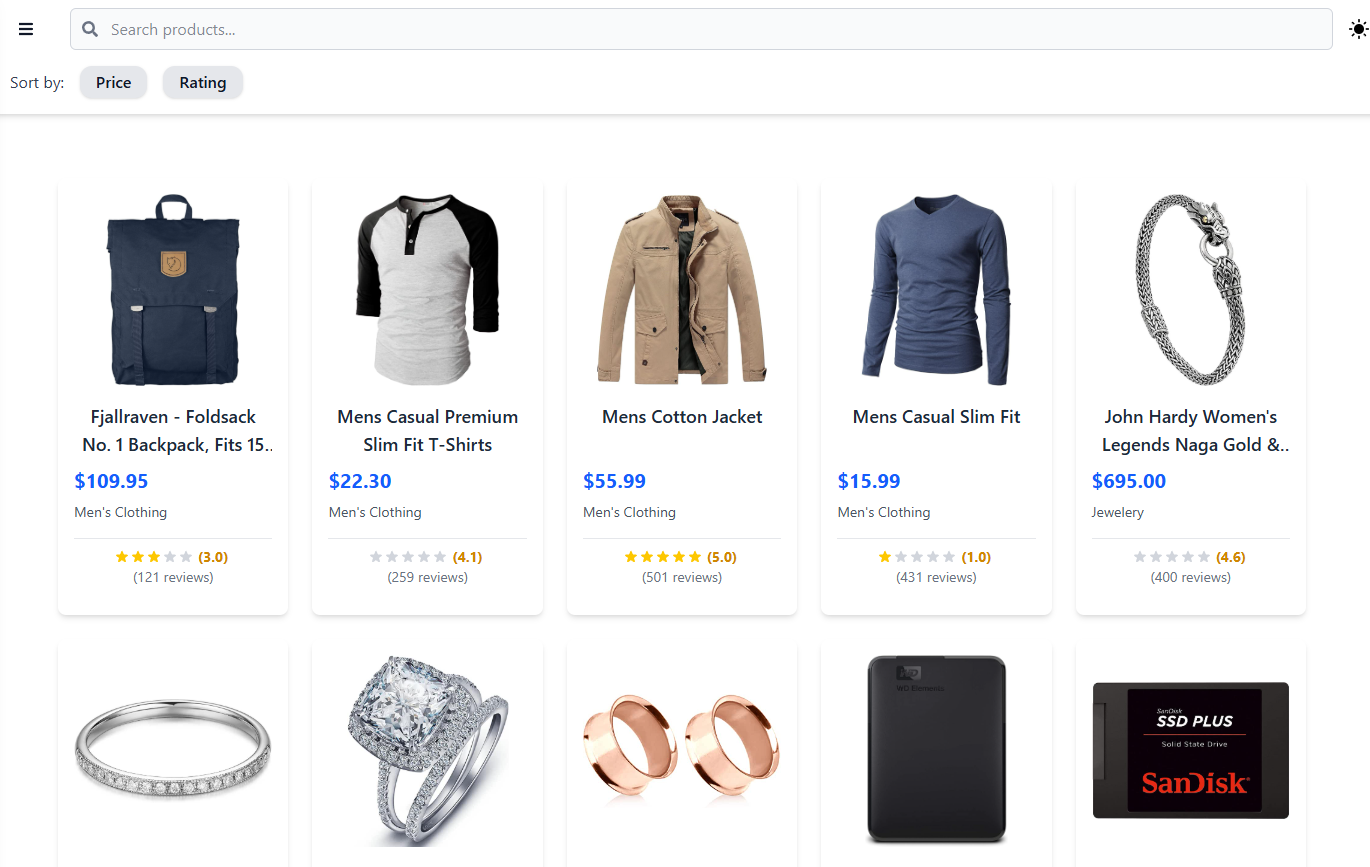 Search products...
Sort by: Price Rating
Fjallraven - Foldsack
No. 1 Backpack, Fits 15..
$109.95
Men's Clothing
(3.0)
(121 reviews)
Mens Casual Premium
Slim Fit T-Shirts
$22.30
Men's Clothing
(4.1)
(259 reviews)
Mens Cotton Jacket
$55.99
Men's Clothing
(5.0)
(501 reviews)
Mens Casual Slim Fit
$15.99
Men's Clothing
(1.0)
(431 reviews)
John Hardy Women's
Legends Naga Gold &..
$695.00
Jewelery
(4.6)
(400 reviews)
WD
WD Elements
SanDisk
SSD PLUS
Solid State Drive
SanDisk